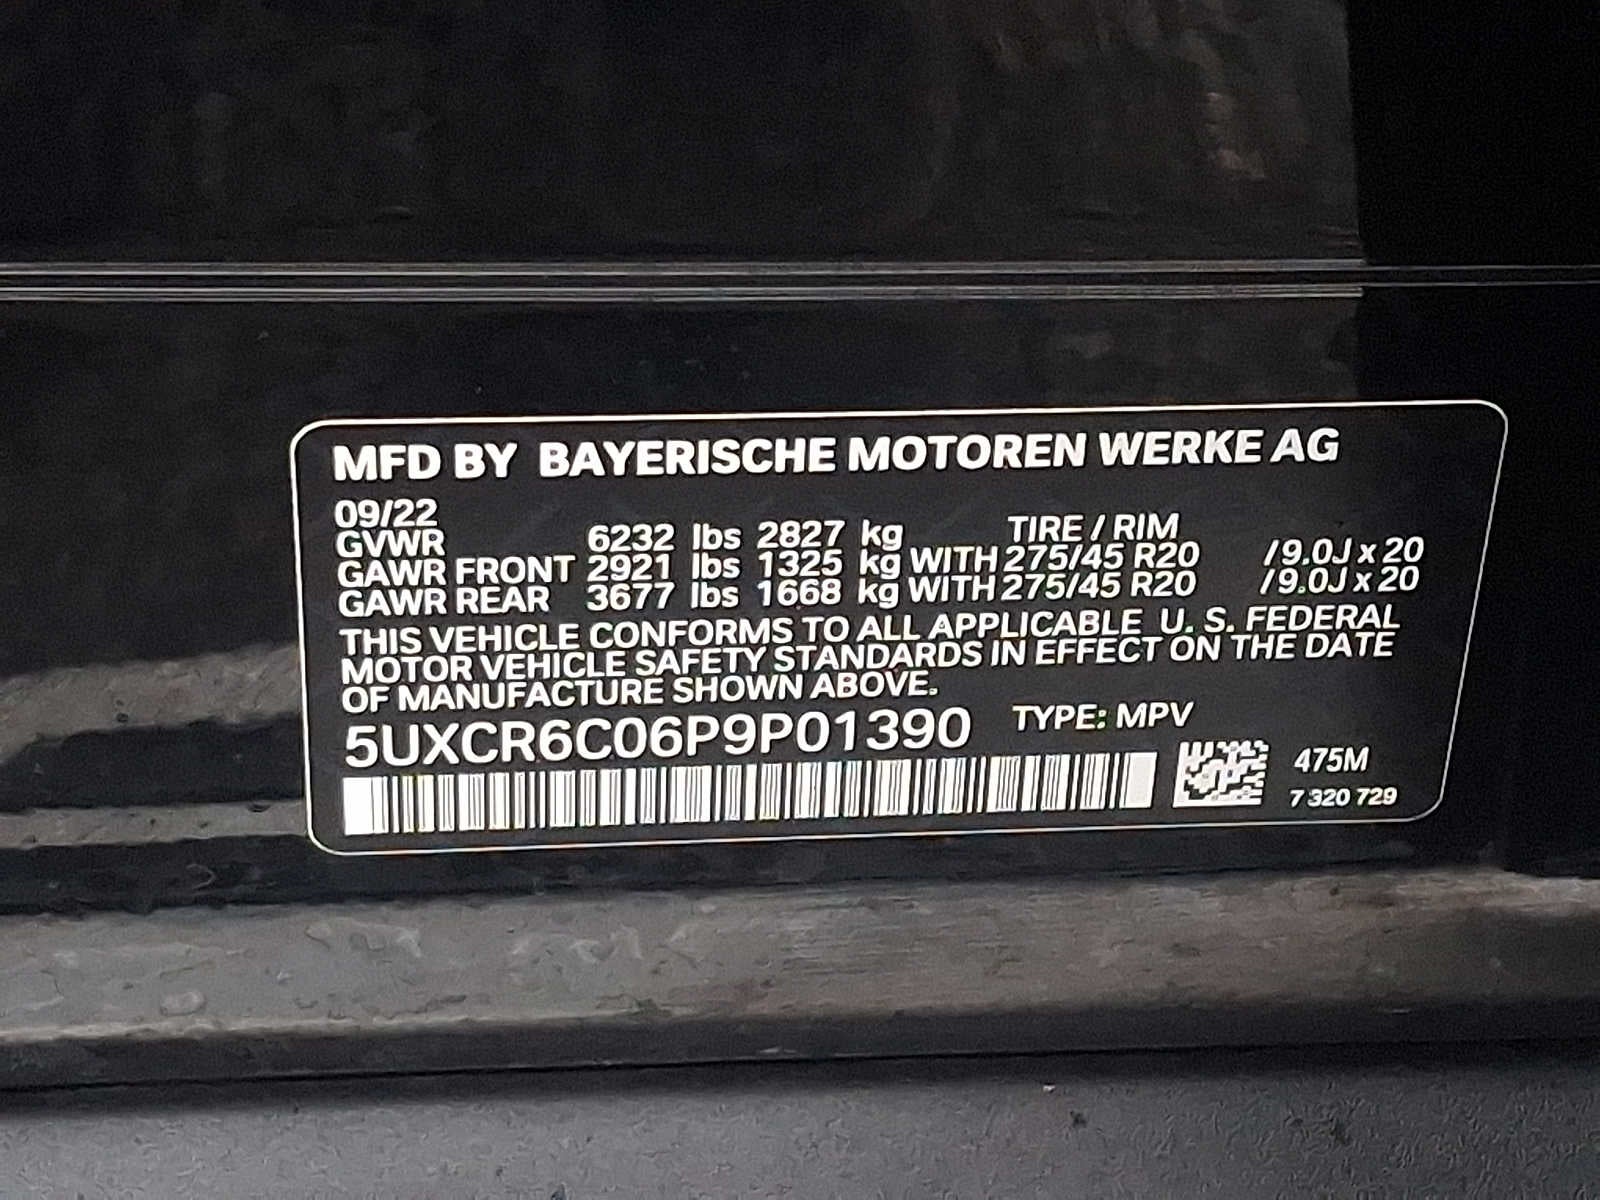 MFD BY BAYERISCHE MOTOREN WERKE AG
09/22 TIRE / RIM
GVWR 6232 lbs 2827 kg
GAWR FRONT 2921 lbs 1325 kg WITH 275/45 R20 / 9.0J x 20
GAWR REAR 3677 lbs 1668 kg WITH 275/45 R20 / 9.0J x 20
THIS VEHICLE CONFORMS TO ALL APPLICABLE U. S. FEDERAL
MOTOR VEHICLE SAFETY STANDARDS IN EFFECT ON THE DATE
OF MANUFACTURE SHOWN ABOVE.
5UXCR6C06P9P01390 TYPE: MPV
475M
7 320 729